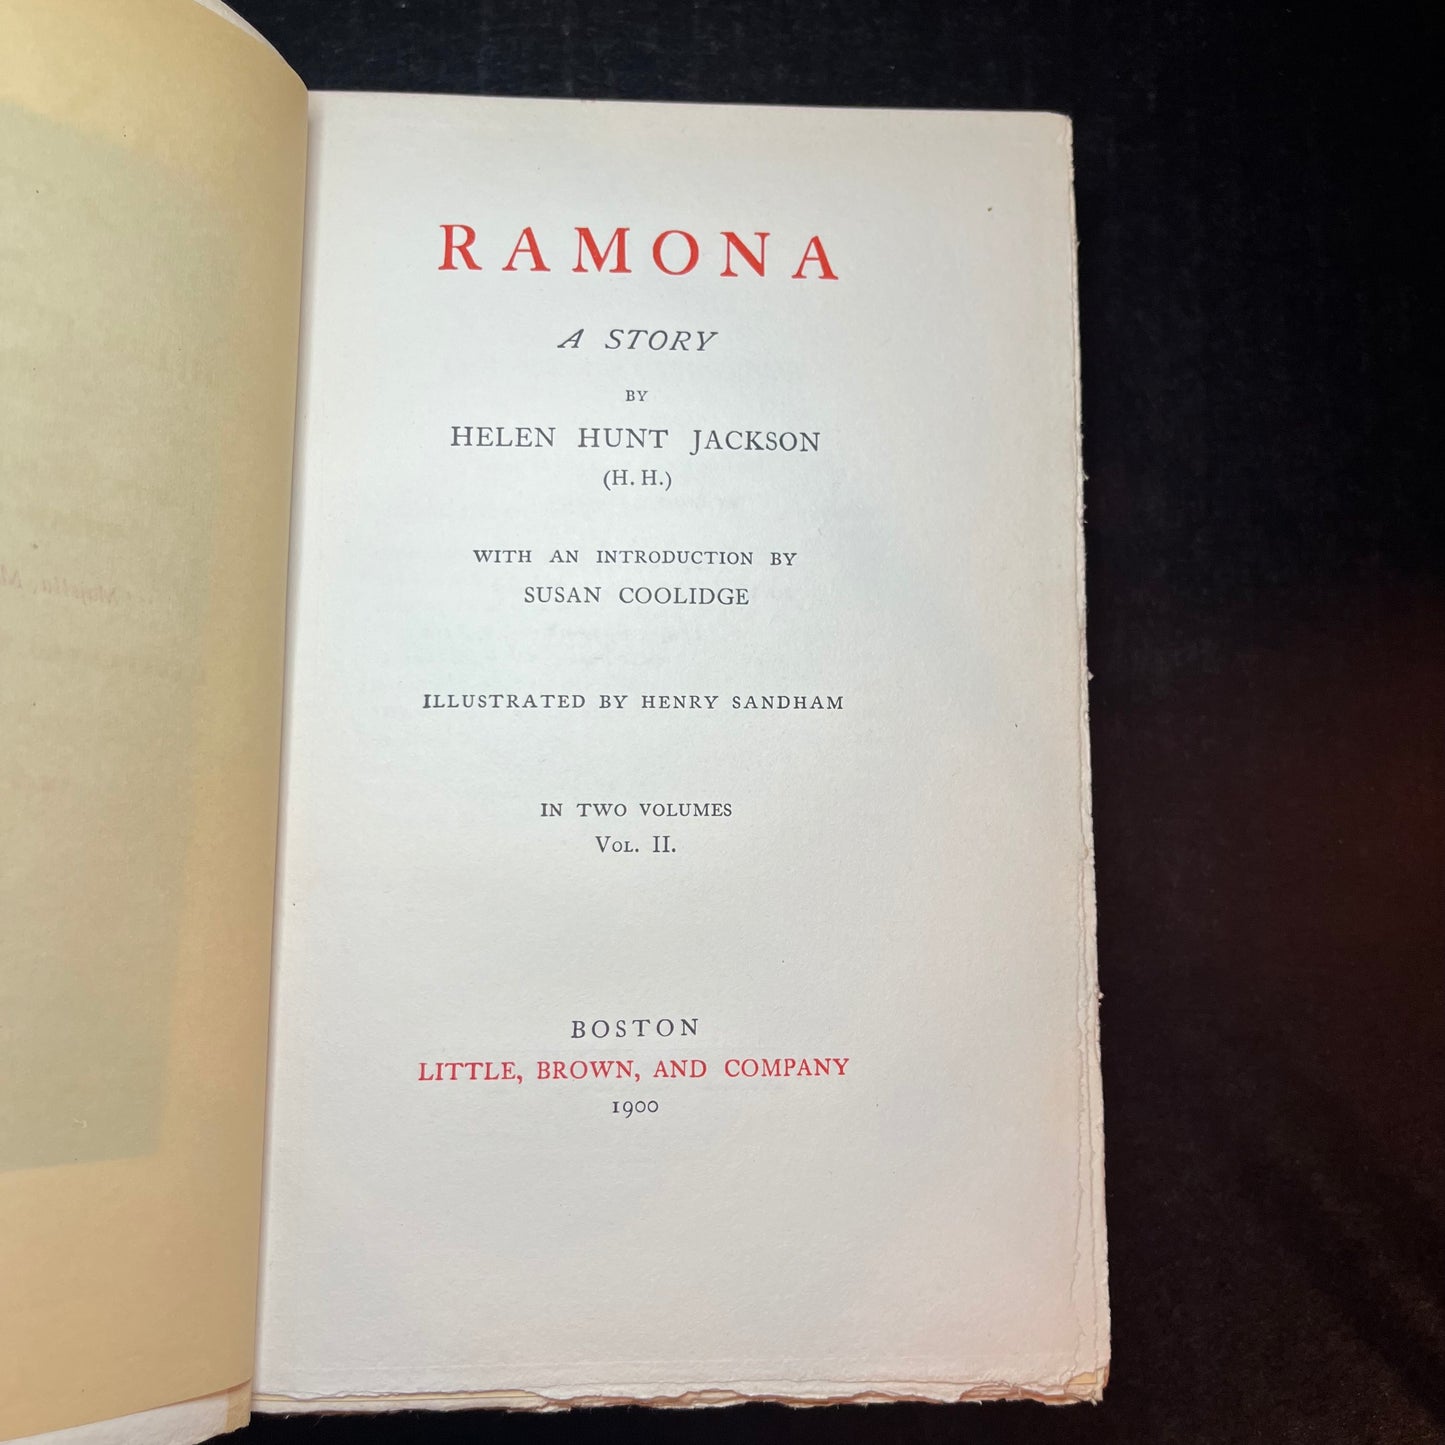 RAMONA
A STORY
BY
HELEN HUNT JACKSON
(H. H.)
WITH AN INTRODUCTION BY
SUSAN COOLIDGE
ILLUSTRATED BY HENRY SANDHAM
IN TWO VOLUMES
VOL. II.
BOSTON
LITTLE, BROWN, AND COMPANY
1900